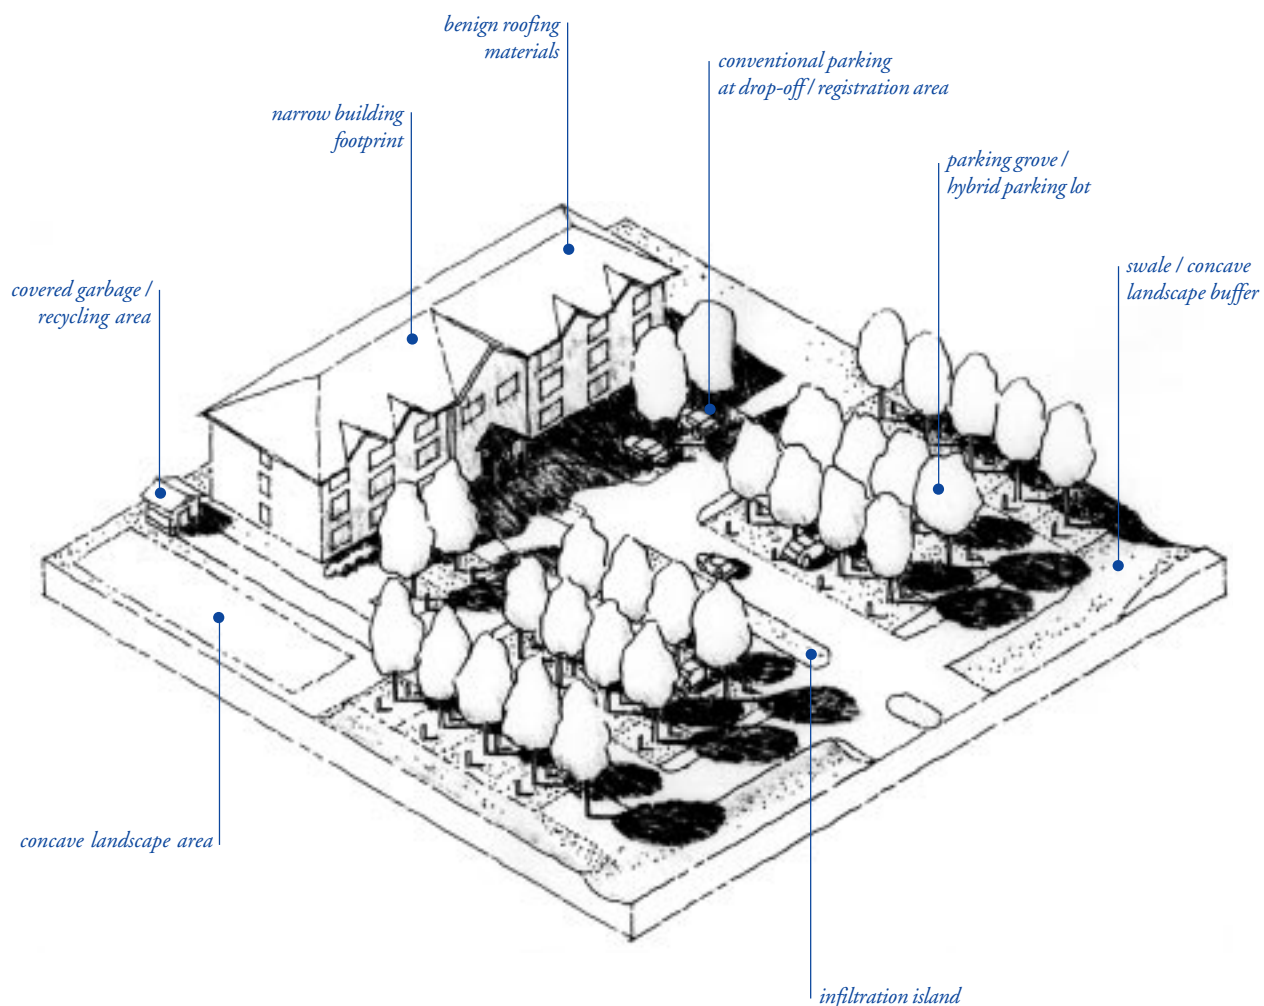 benign roofing
materials
conventional parking
at drop-off / registration area
narrow building
footprint
parking grove /
hybrid parking lot
swale / concave
landscape buffer
covered garbage /
recycling area
concave landscape area
infiltration island